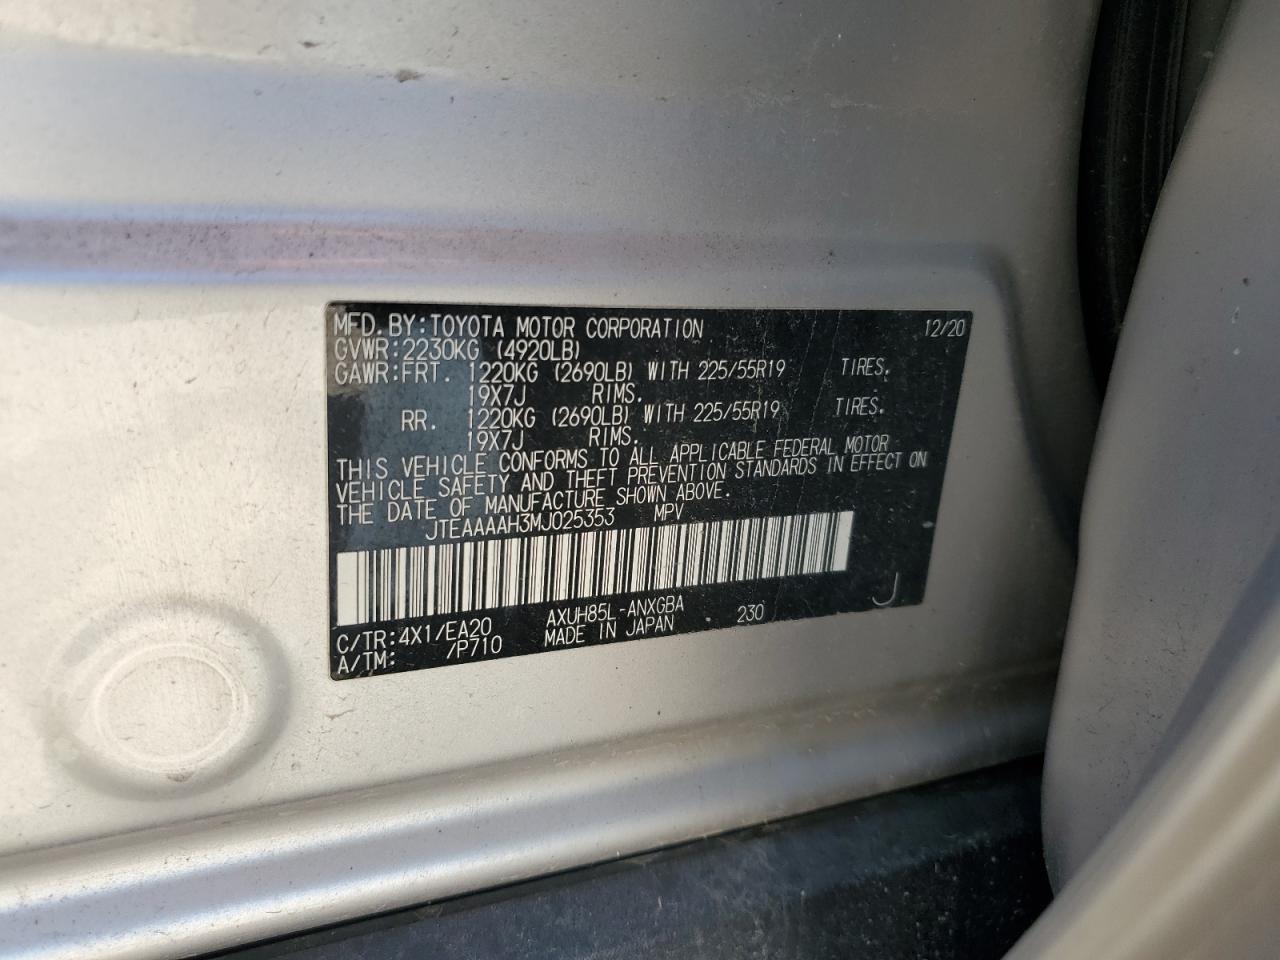 MFD. BY:TOYOTA MOTOR CORPORATION 12/20
GVWR:2230KG (4920LB)
GAWR:FRT. 1220KG (2690LB) WITH 225/55R19 TIRES.
19X7J RIMS.
RR. 1220KG (2690LB) WITH 225/55R19 TIRES.
19X7J RIMS.
THIS VEHICLE CONFORMS TO ALL APPLICABLE FEDERAL MOTOR
VEHICLE SAFETY AND THEFT PREVENTION STANDARDS IN EFFECT ON
THE DATE OF MANUFACTURE SHOWN ABOVE.
JTEAAAAH3MJ025353 MPV
C/TR:4X1/EA20 AXUH85L-ANXGBA 230 J
A/TM: /P710 MADE IN JAPAN